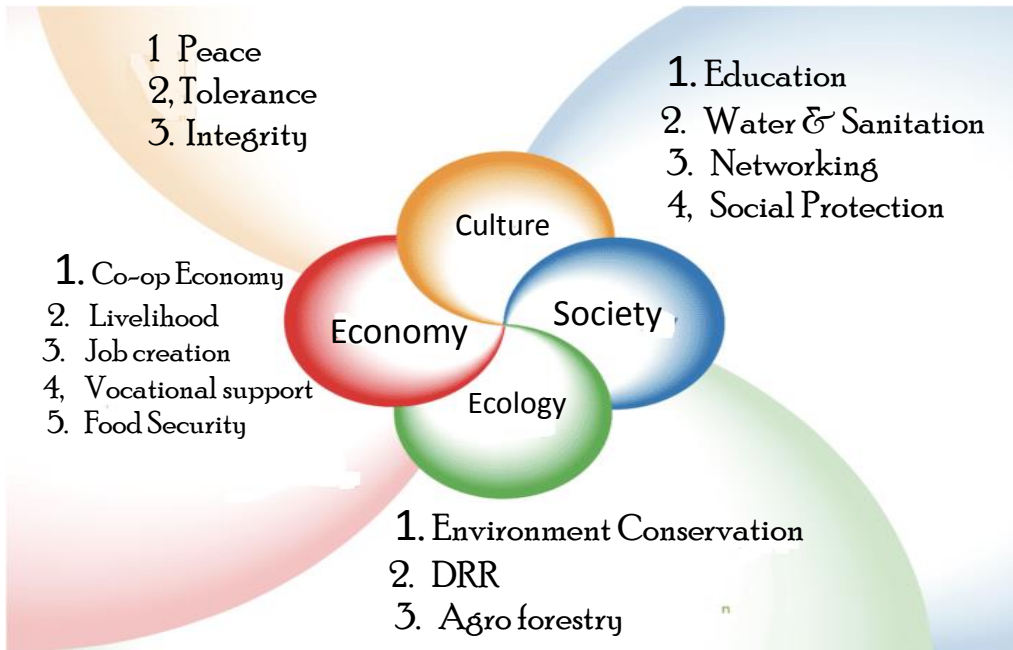 1 Peace
2, Tolerance
3. Integrity
1. Education
2. Water & Sanitation
3. Networking
4, Social Protection
Culture
Society
Economy
Ecology
1. Co-op Economy
2. Livelihood
3. Job creation
4, Vocational support
5. Food Security
1. Environment Conservation
2. DRR
3. Agro forestry
n